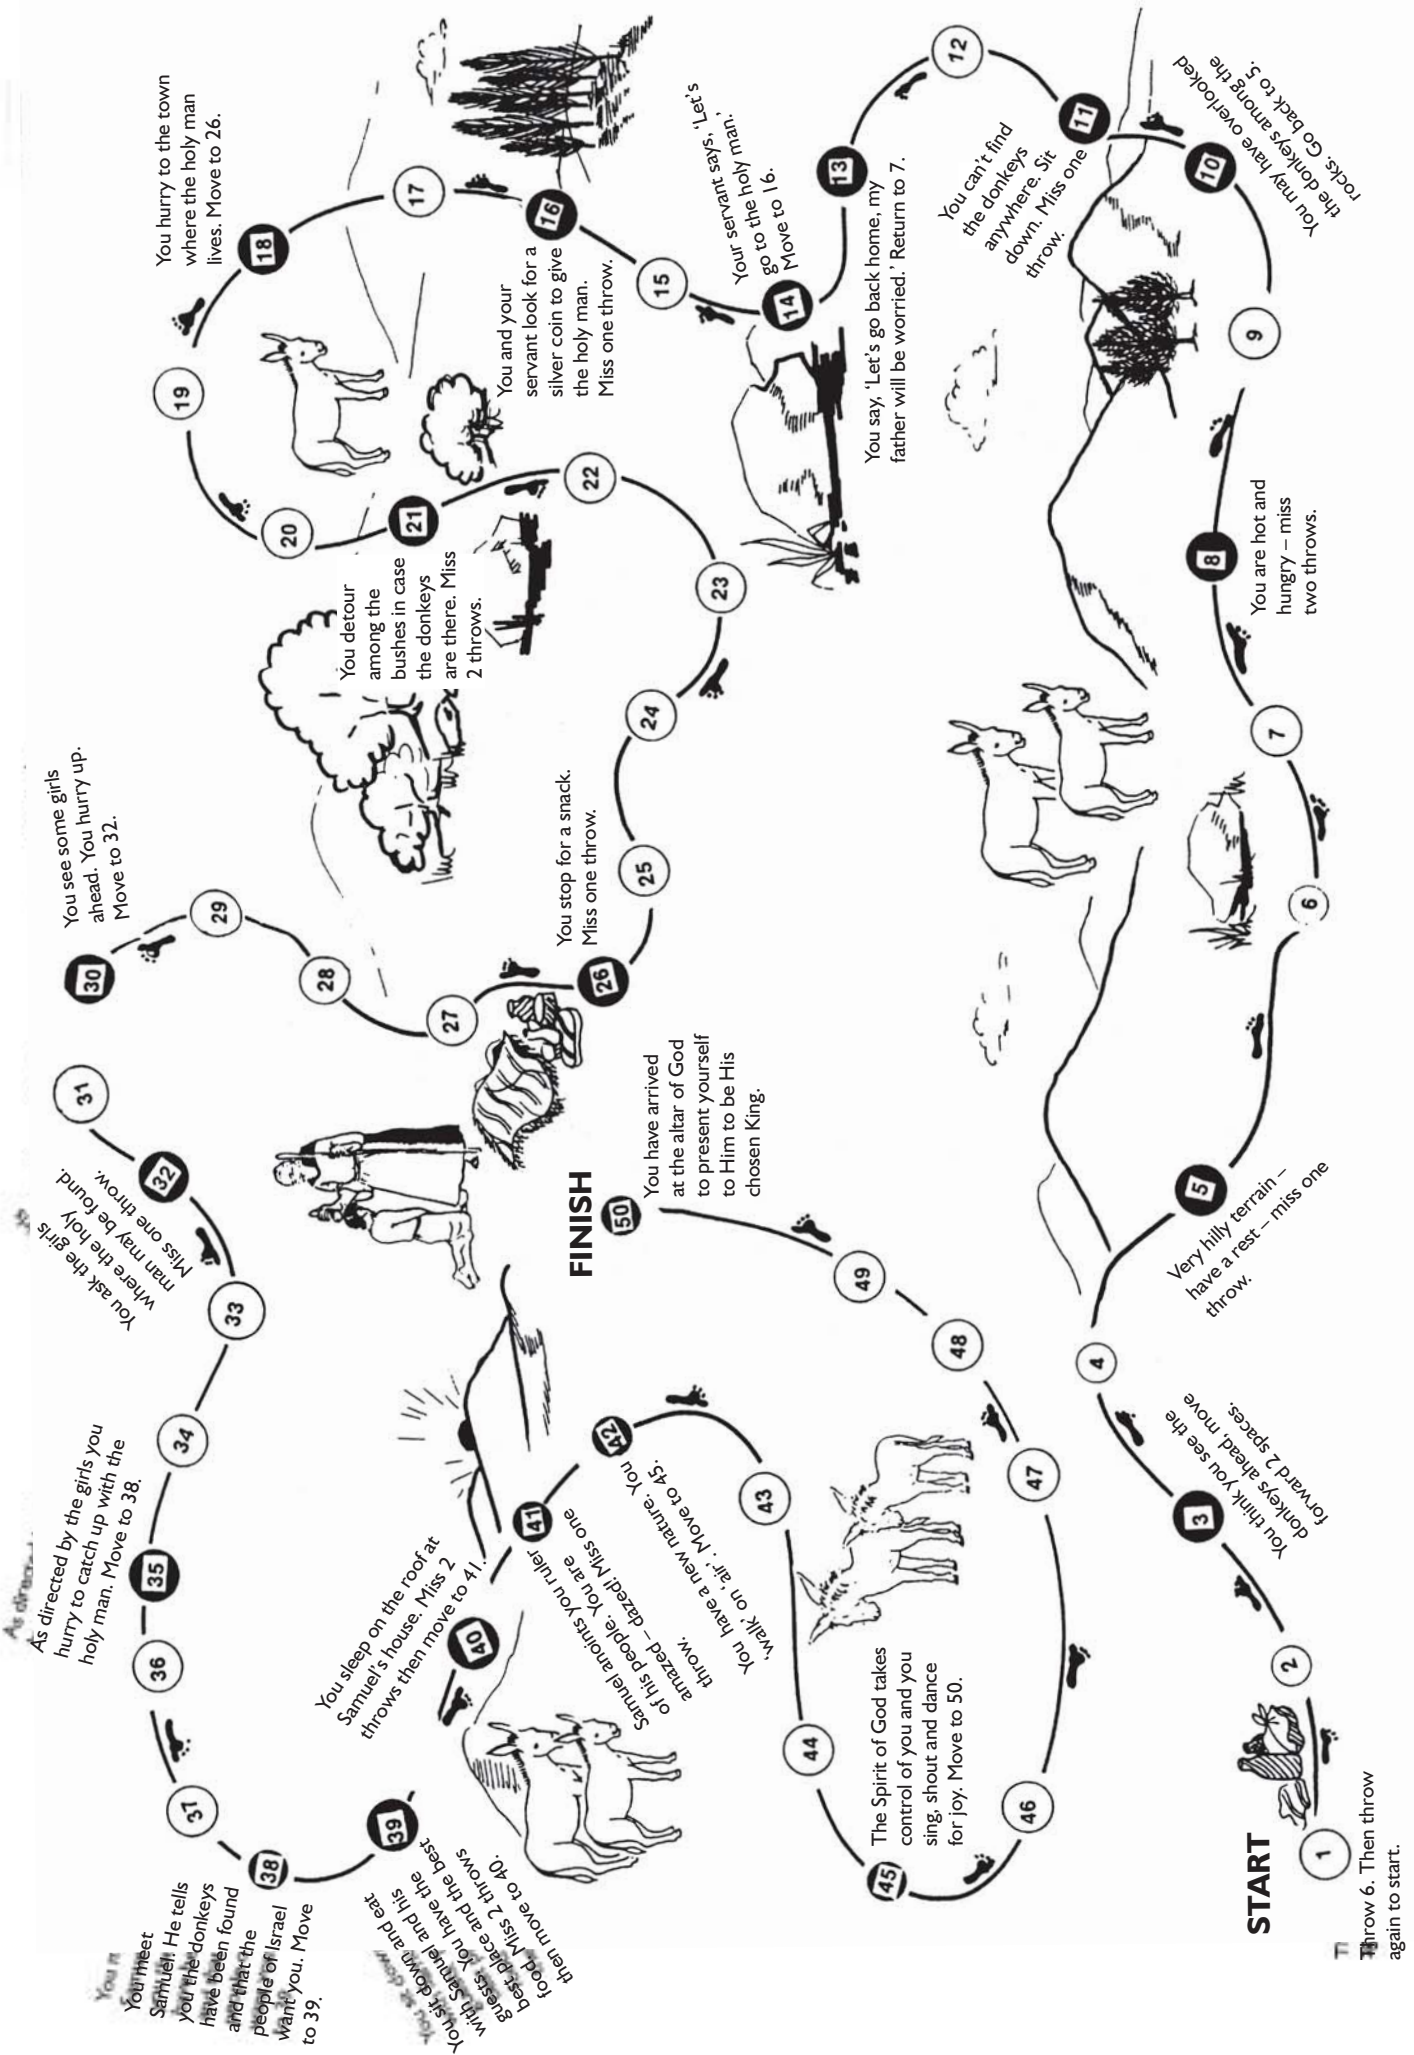 START
1
Throw 6. Then throw
again to start.
2
3
You think you see the
donkeys ahead, move
forward 2 spaces.
4
5
Very hilly terrain –
have a rest – miss one
throw.
6
7
8
You are hot and
hungry – miss
two throws.
9
10
You may have overlooked
the donkeys among the
rocks. Go back to 5.
11
You can't find
the donkeys
anywhere. Sit
down. Miss one
throw.
12
13
You say, 'Let's go back home, my
father will be worried.' Return to 7.
14
Your servant says, 'Let's
go to the holy man.'
Move to 16.
15
16
You and your
servant look for a
silver coin to give
the holy man.
Miss one throw.
17
18
You hurry to the town
where the holy man
lives. Move to 26.
19
20
21
You detour
among the
bushes in case
the donkeys
are there. Miss
2 throws.
22
23
24
25
26
You stop for a snack.
Miss one throw.
27
28
29
30
You see some girls
ahead. You hurry up.
Move to 32.
31
32
You ask the girls
where the holy
man may be found.
Miss one throw.
33
34
35
As directed by the girls you
hurry to catch up with the
holy man. Move to 38.
36
37
38
You meet
Samuel. He tells
you the donkeys
have been found
and that the
people of Israel
want you. Move
to 39.
39
You sit down and eat
with Samuel and his
guests. You have the
best place and the best
food. Miss 2 throws
then move to 40.
40
You sleep on the roof at
Samuel's house. Miss 2
throws then move to 41.
41
Samuel anoints you ruler
of his people. You are
amazed – dazed! Miss one
throw.
42
You have a new nature. You
'walk' on 'air'. Move to 45.
43
44
45
The Spirit of God takes
control of you and you
sing, shout and dance
for joy. Move to 50.
46
47
48
49
50
FINISH
You have arrived
at the altar of God
to present yourself
to Him to be His
chosen King.